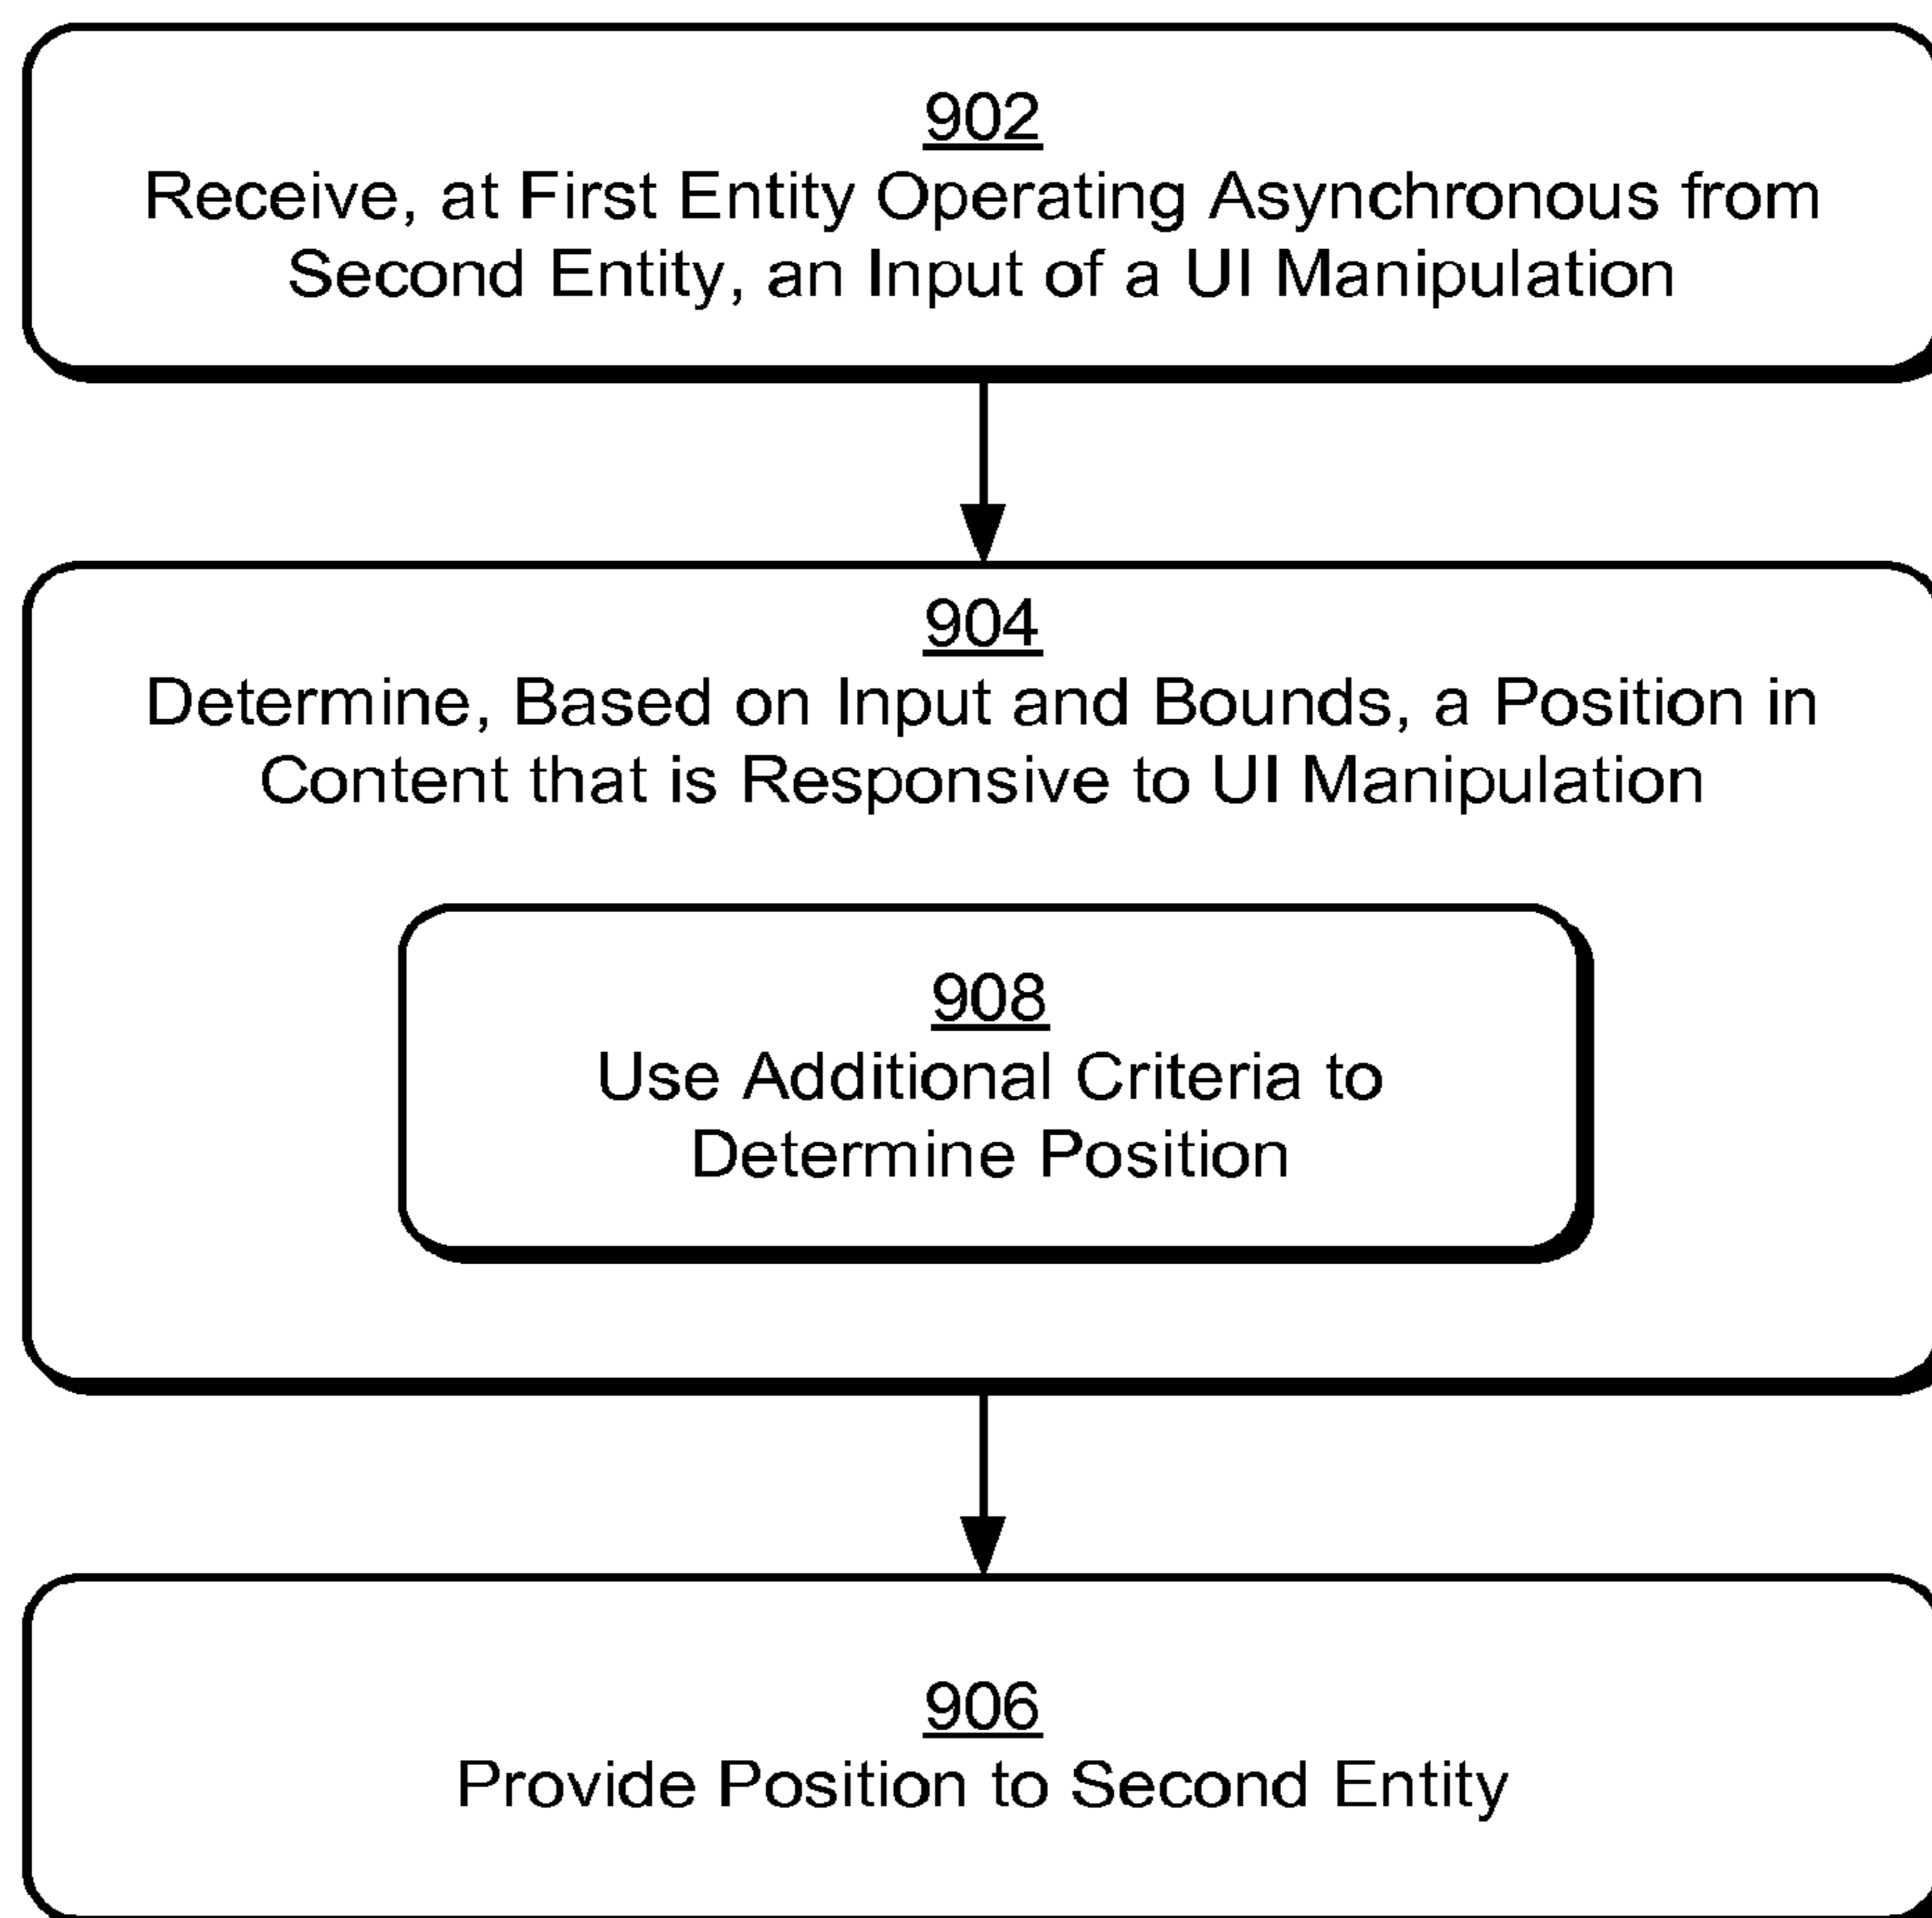 902
Receive, at First Entity Operating Asynchronous from
Second Entity, an Input of a UI Manipulation
904
Determine, Based on Input and Bounds, a Position in
Content that is Responsive to UI Manipulation
908
Use Additional Criteria to
Determine Position
906
Provide Position to Second Entity